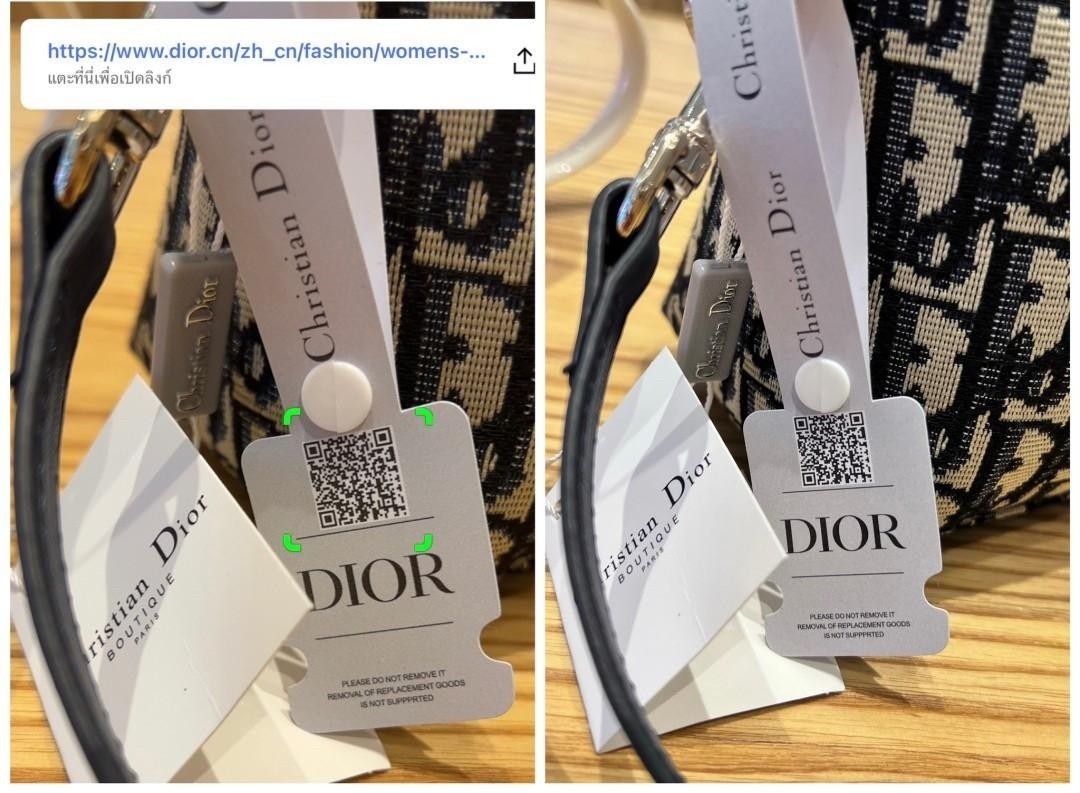 https://www.dior.cn/zh_cn/fashion/womens-...
แตะที่นี่เพื่อเปิดลิงก์
Christian Dior
Christian Dior
ristian Dior
BOUTIQUE
PARIS
DIOR
PLEASE DO NOT REMOVE IT
REMOVAL OF REPLACEMENT GOODS
IS NOT SUPPPRTED
Christi
Christian Dior
Christian Dior
ristian Dior
BOUTIQUE
PARIS
DIOR
PLEASE DO NOT REMOVE IT
REMOVAL OF REPLACEMENT GOODS
IS NOT SUPPPRTED